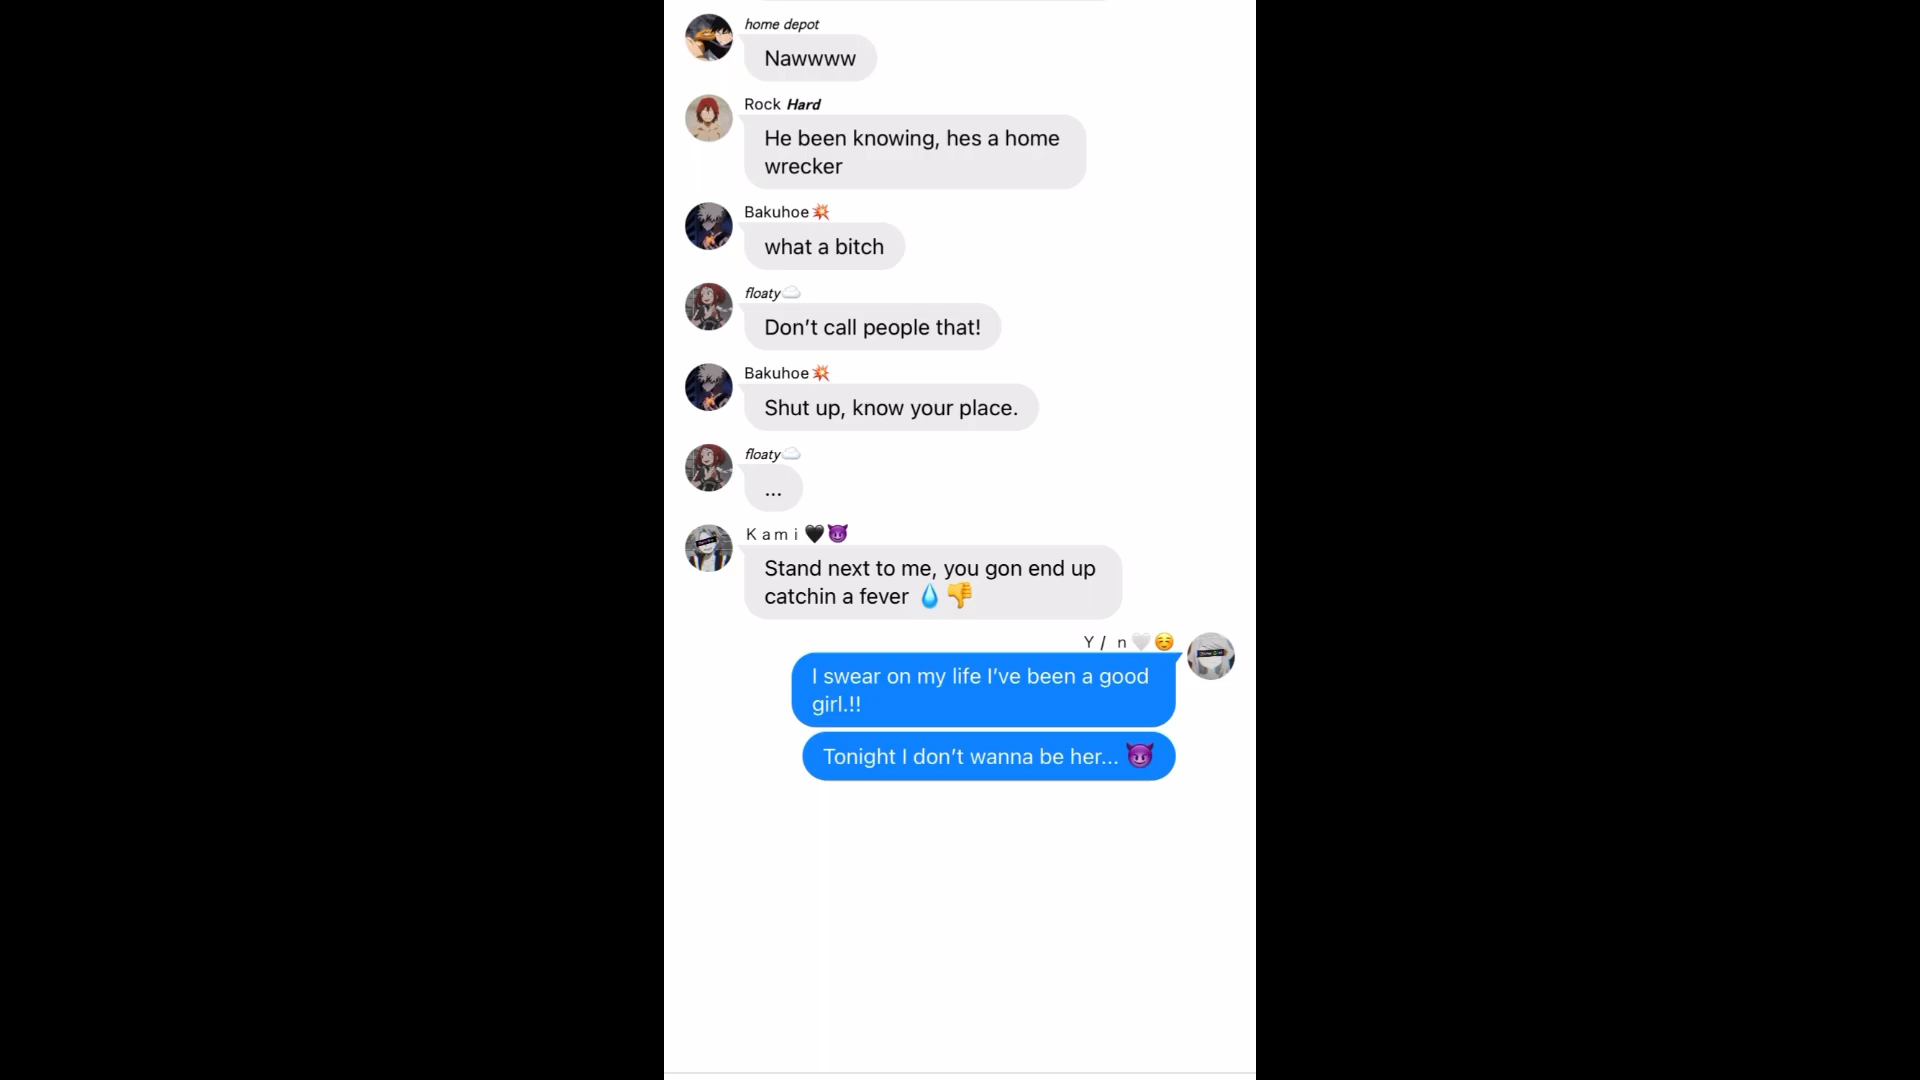 home depot
Nawwww
Rock Hard
He been knowing, hes a home
wrecker
Bakuhoe💥
what a bitch
floaty☁️
Don’t call people that!
Bakuhoe💥
Shut up, know your place.
floaty☁️
...
K a m i 🖤😈
Stand next to me, you gon end up
catchin a fever 💧👎
Y / n🤍☺️
I swear on my life I’ve been a good
girl.!!
Tonight I don’t wanna be her... 😈